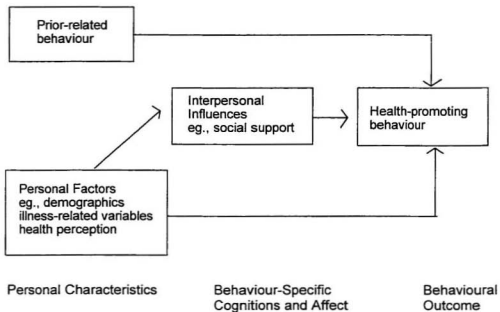 Prior-related
behaviour
Interpersonal
Influences
eg., social support
Health-promoting
behaviour
Personal Factors
eg., demographics
illness-related variables
health perception
Personal Characteristics
Behaviour-Specific
Cognitions and Affect
Behavioural
Outcome